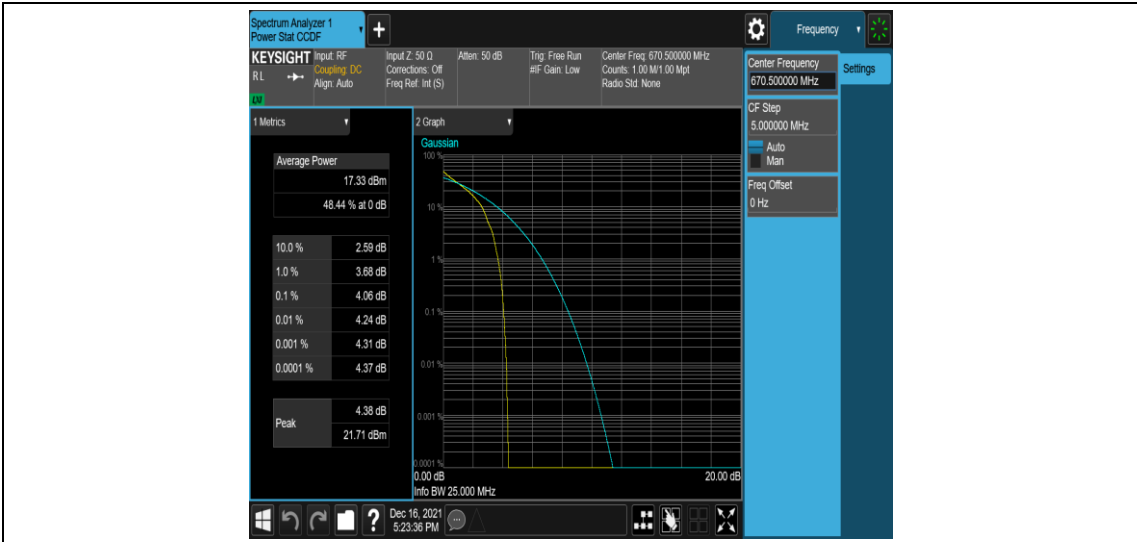 Spectrum Analyzer 1
Power Stat CCDF
+
Frequency
KEYSIGHT
R L
LXI
Input: RF
Coupling: DC
Align: Auto
Input Z: 50 Ω
Corrections: Off
Freq Ref: Int (S)
Atten: 50 dB
Trig: Free Run
#IF Gain: Low
Center Freq: 670.500000 MHz
Counts: 1.00 M/1.00 Mpt
Radio Std: None
Center Frequency
670.500000 MHz
Settings
CF Step
5.000000 MHz
Auto
Man
Freq Offset
0 Hz
1 Metrics
Average Power
17.33 dBm
48.44 % at 0 dB
10.0 % 2.59 dB
1.0 % 3.68 dB
0.1 % 4.06 dB
0.01 % 4.24 dB
0.001 % 4.31 dB
0.0001 % 4.37 dB
Peak
4.38 dB
21.71 dBm
2 Graph
Gaussian
100 %
10 %
1 %
0.1 %
0.01 %
0.001 %
0.0001 %
0.00 dB 20.00 dB
Info BW 25.000 MHz
?
Dec 16, 2021
5:23:36 PM